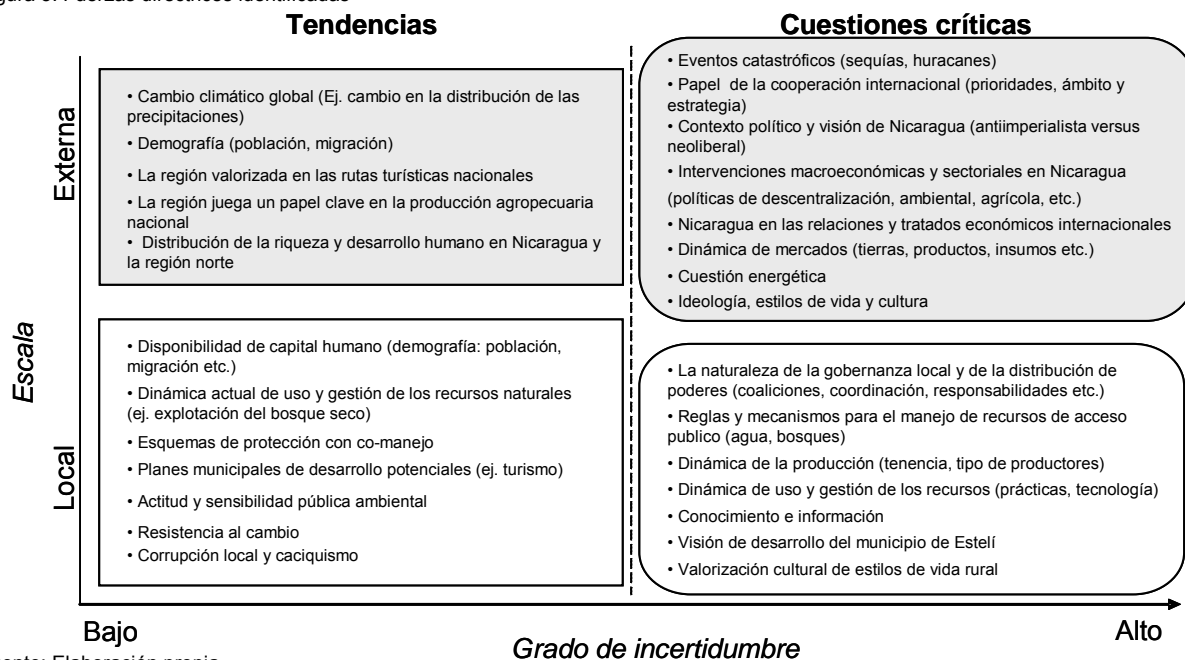 Tendencias
Cuestiones críticas
Externa
• Cambio climático global (Ej. cambio en la distribución de las
precipitaciones)
• Demografía (población, migración)
• La región valorizada en las rutas turísticas nacionales
• La región juega un papel clave en la producción agropecuaria
nacional
• Distribución de la riqueza y desarrollo humano en Nicaragua y
la región norte
• Eventos catastróficos (sequías, huracanes)
• Papel de la cooperación internacional (prioridades, ámbito y
estrategia)
• Contexto político y visión de Nicaragua (antiimperialista versus
neoliberal)
• Intervenciones macroeconómicas y sectoriales en Nicaragua
(políticas de descentralización, ambiental, agrícola, etc.)
• Nicaragua en las relaciones y tratados económicos internacionales
• Dinámica de mercados (tierras, productos, insumos etc.)
• Cuestión energética
• Ideología, estilos de vida y cultura
Escala
Local
• Disponibilidad de capital humano (demografía: población,
migración etc.)
• Dinámica actual de uso y gestión de los recursos naturales
(ej. explotación del bosque seco)
• Esquemas de protección con co-manejo
• Planes municipales de desarrollo potenciales (ej. turismo)
• Actitud y sensibilidad pública ambiental
• Resistencia al cambio
• Corrupción local y caciquismo
• La naturaleza de la gobernanza local y de la distribución de
poderes (coaliciones, coordinación, responsabilidades etc.)
• Reglas y mecanismos para el manejo de recursos de acceso
publico (agua, bosques)
• Dinámica de la producción (tenencia, tipo de productores)
• Dinámica de uso y gestión de los recursos (prácticas, tecnología)
• Conocimiento e información
• Visión de desarrollo del municipio de Estelí
• Valorización cultural de estilos de vida rural
Bajo
Alto
Grado de incertidumbre